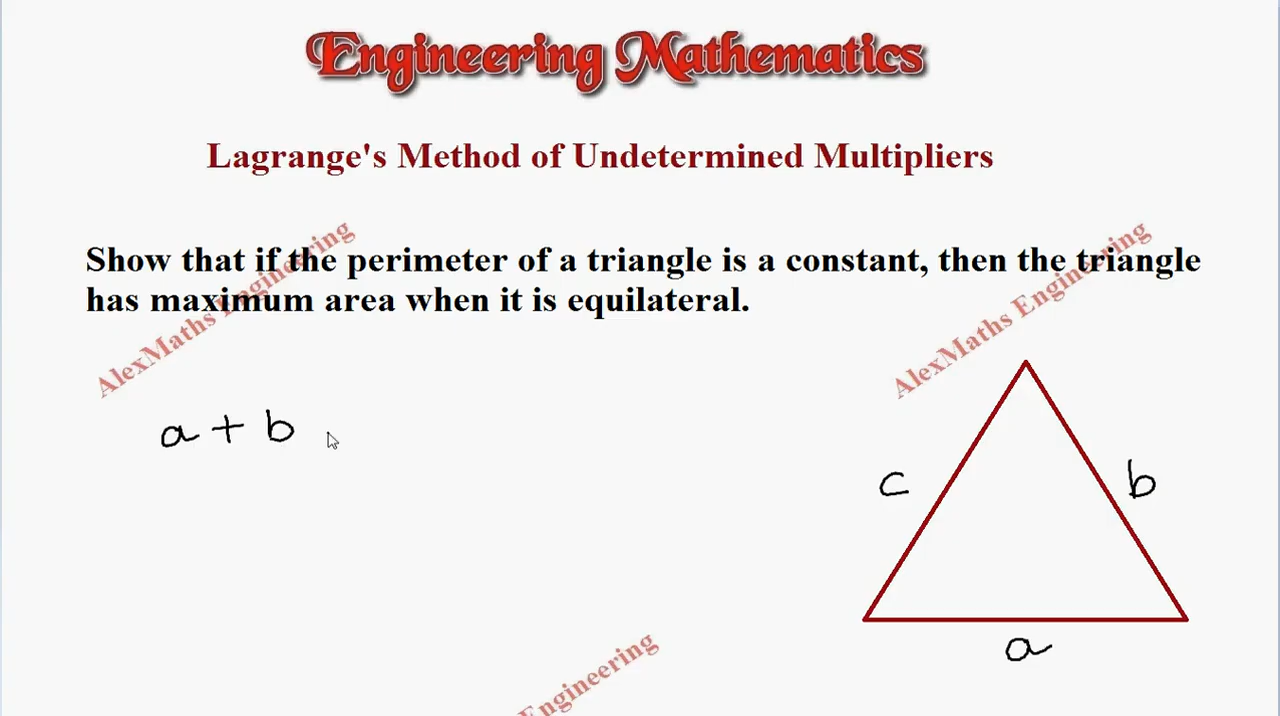 Engineering Mathematics
Lagrange's Method of Undetermined Multipliers
Show that if the perimeter of a triangle is a constant, then the triangle
has maximum area when it is equilateral.
AlexMaths Engineering
AlexMaths Engineering
a + b
c
b
a
Engineering